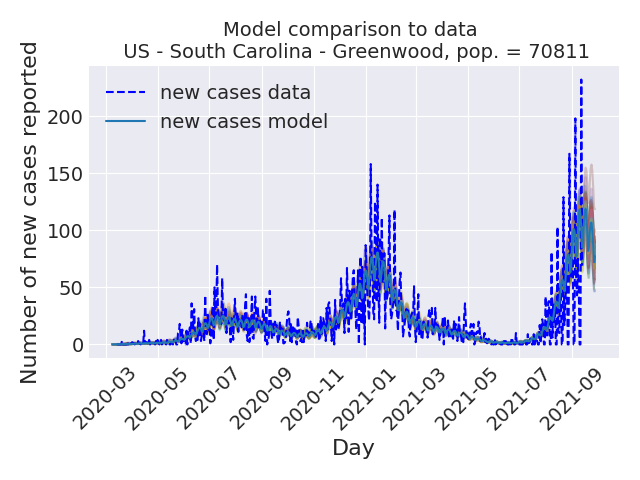 Model comparison to data
US - South Carolina - Greenwood, pop. = 70811
Number of new cases reported
new cases data
new cases model
200
150
100
50
0
2020-03
2020-05
2020-07
2020-09
2020-11
2021-01
2021-03
2021-05
2021-07
2021-09
Day